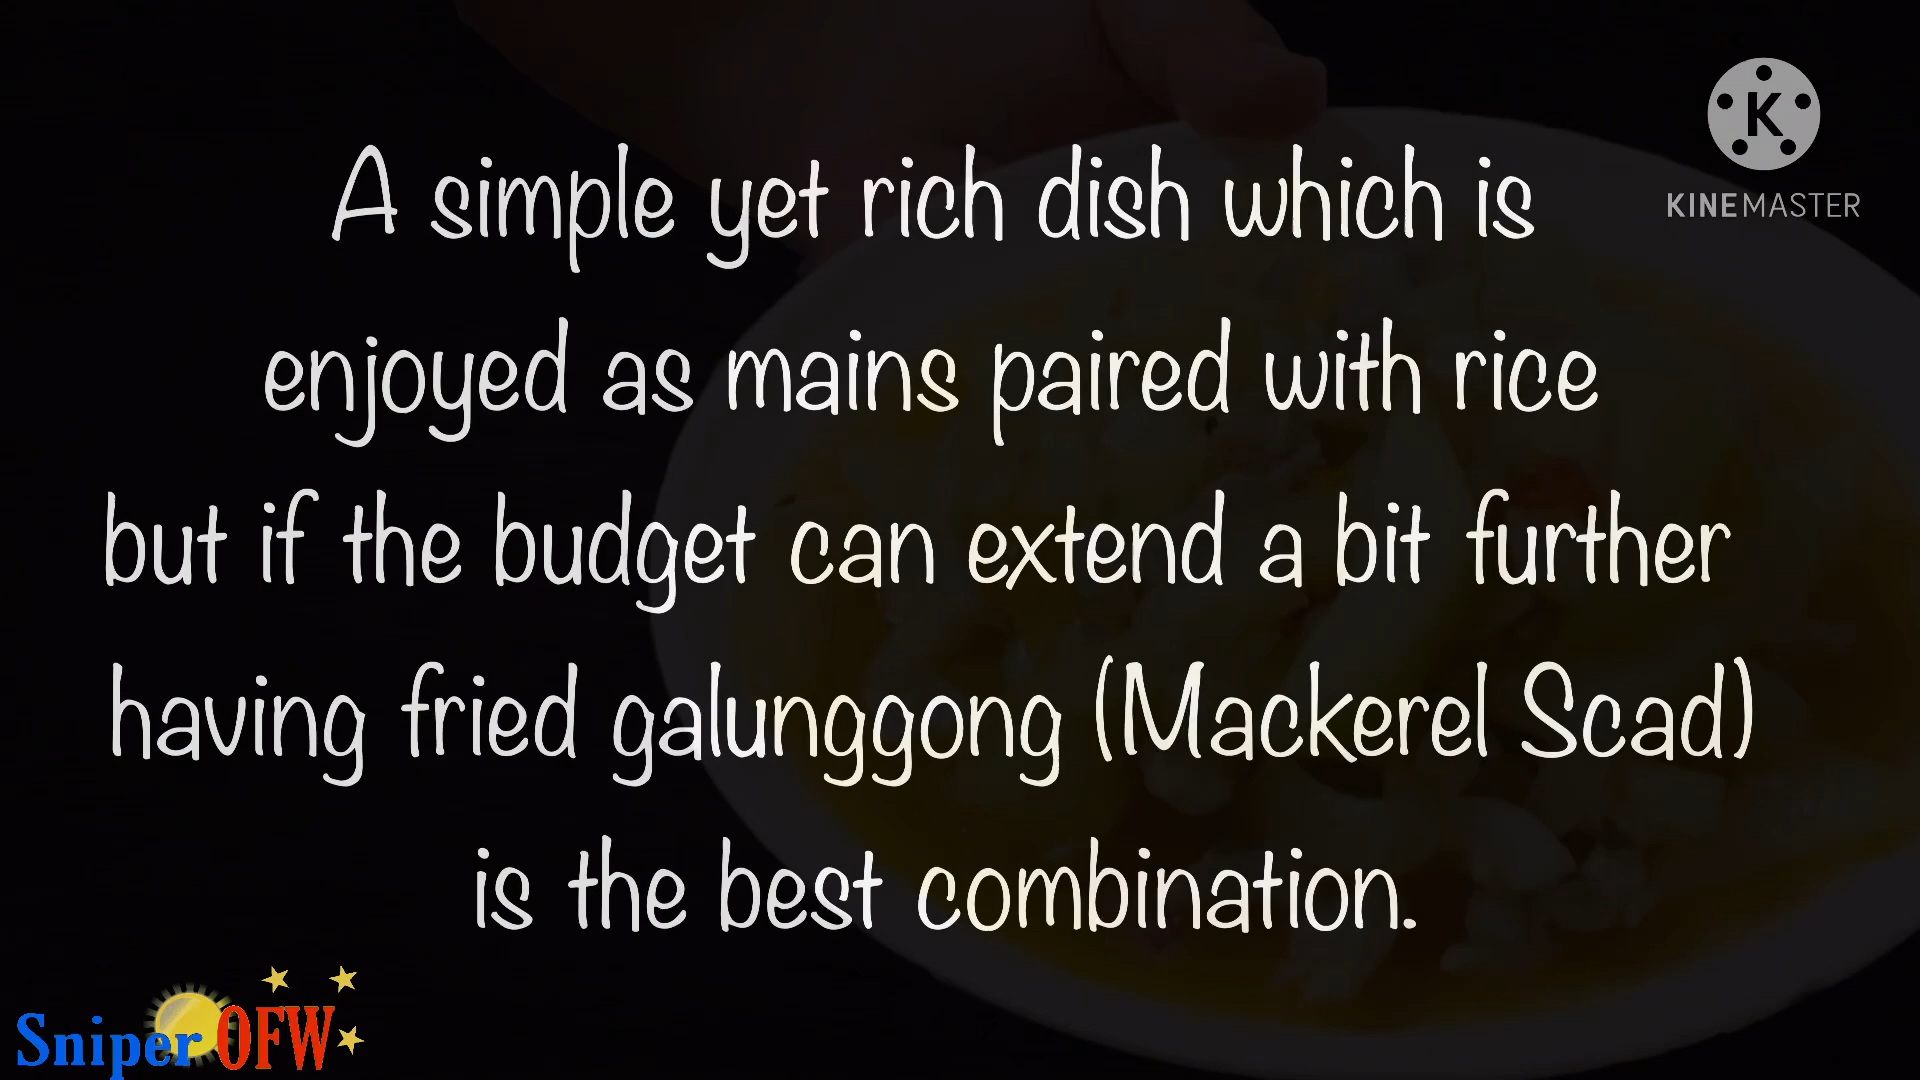 A simple yet rich dish which is
enjoyed as mains paired with rice
but if the budget can extend a bit further
having fried galunggong (Mackerel Scad)
is the best combination.
K
KINEMASTER
Sniper OFW